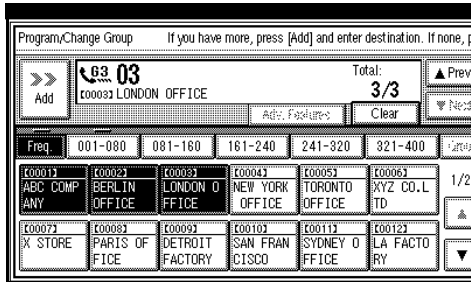 Program/Change Group If you have more, press [Add] and enter destination. If none, p
>> Add
63 03 Total: 3/3
[0003] LONDON OFFICE
Adv. Features Clear
▲ Prev
▼ Next
Freq. 001-080 081-160 161-240 241-320 321-400
[0001] [0002] [0003] [0004] [0005] [0006]
ABC COMP BERLIN LONDON O NEW YORK TORONTO XYZ CO.L
ANY OFFICE FFICE OFFICE OFFICE TD
1/2
[0007] [0008] [0009] [0010] [0011] [0012]
X STORE PARIS OF DETROIT SAN FRAN SYDNEY O LA FACTO
FICE FACTORY CISCO FFICE RY